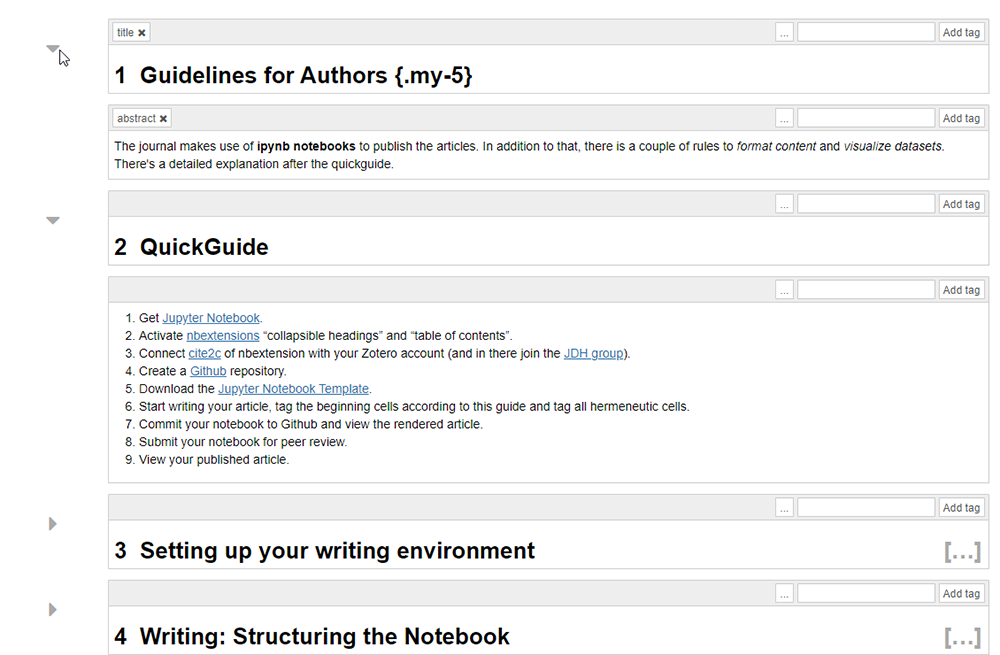 title ✖ ... Add tag
1 Guidelines for Authors {.my-5}
abstract ✖ ... Add tag
The journal makes use of ipynb notebooks to publish the articles. In addition to that, there is a couple of rules to format content and visualize datasets.
There's a detailed explanation after the quickguide.
... Add tag
2 QuickGuide
... Add tag
1. Get Jupyter Notebook.
2. Activate nbextensions “collapsible headings” and “table of contents”.
3. Connect cite2c of nbextension with your Zotero account (and in there join the JDH group).
4. Create a Github repository.
5. Download the Jupyter Notebook Template.
6. Start writing your article, tag the beginning cells according to this guide and tag all hermeneutic cells.
7. Commit your notebook to Github and view the rendered article.
8. Submit your notebook for peer review.
9. View your published article.
... Add tag
3 Setting up your writing environment [...]
... Add tag
4 Writing: Structuring the Notebook [...]